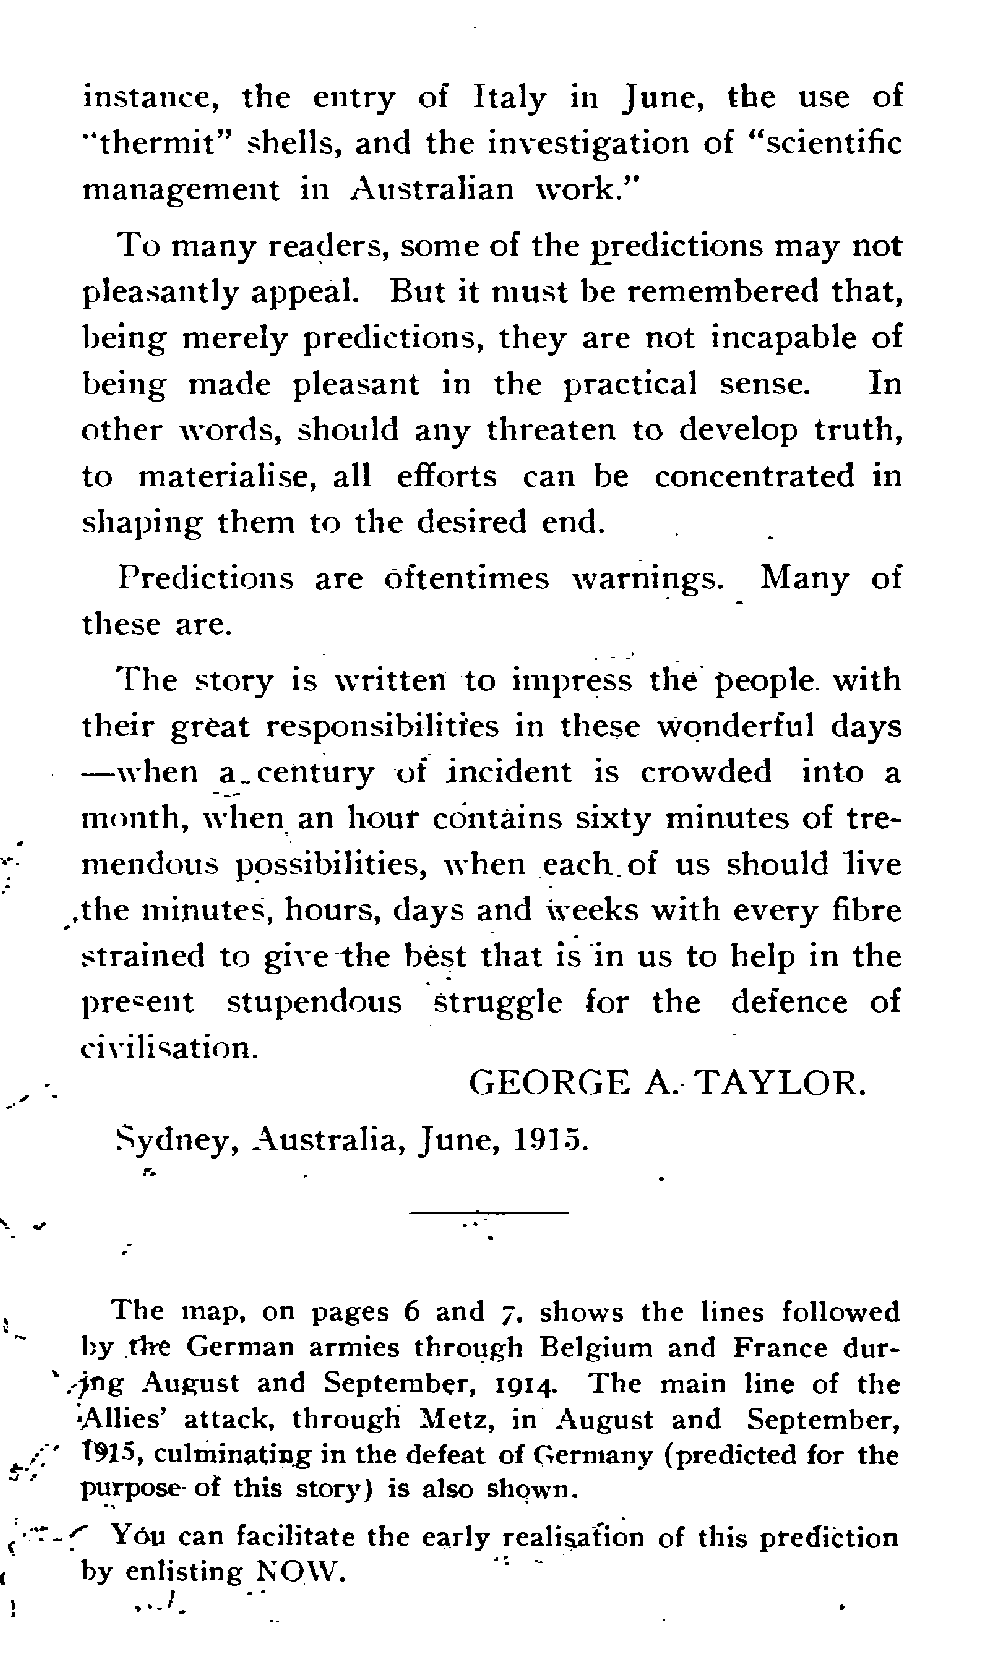 instance, the entry of Italy in June, the use of
"thermit" shells, and the investigation of "scientific
management in Australian work."
To many readers, some of the predictions may not
pleasantly appeal. But it must be remembered that,
being merely predictions, they are not incapable of
being made pleasant in the practical sense. In
other words, should any threaten to develop truth,
to materialise, all efforts can be concentrated in
shaping them to the desired end.
Predictions are oftentimes warnings. Many of
these are.
The story is written to impress the people with
their great responsibilities in these wonderful days
—when a century of incident is crowded into a
month, when an hour contains sixty minutes of tre-
mendous possibilities, when each of us should live
the minutes, hours, days and weeks with every fibre
strained to give the best that is in us to help in the
present stupendous struggle for the defence of
civilisation.
GEORGE A. TAYLOR.
Sydney, Australia, June, 1915.
The map, on pages 6 and 7, shows the lines followed
by the German armies through Belgium and France dur-
ing August and September, 1914. The main line of the
Allies' attack, through Metz, in August and September,
1915, culminating in the defeat of Germany (predicted for the
purpose of this story) is also shown.
You can facilitate the early realisation of this prediction
by enlisting NOW.